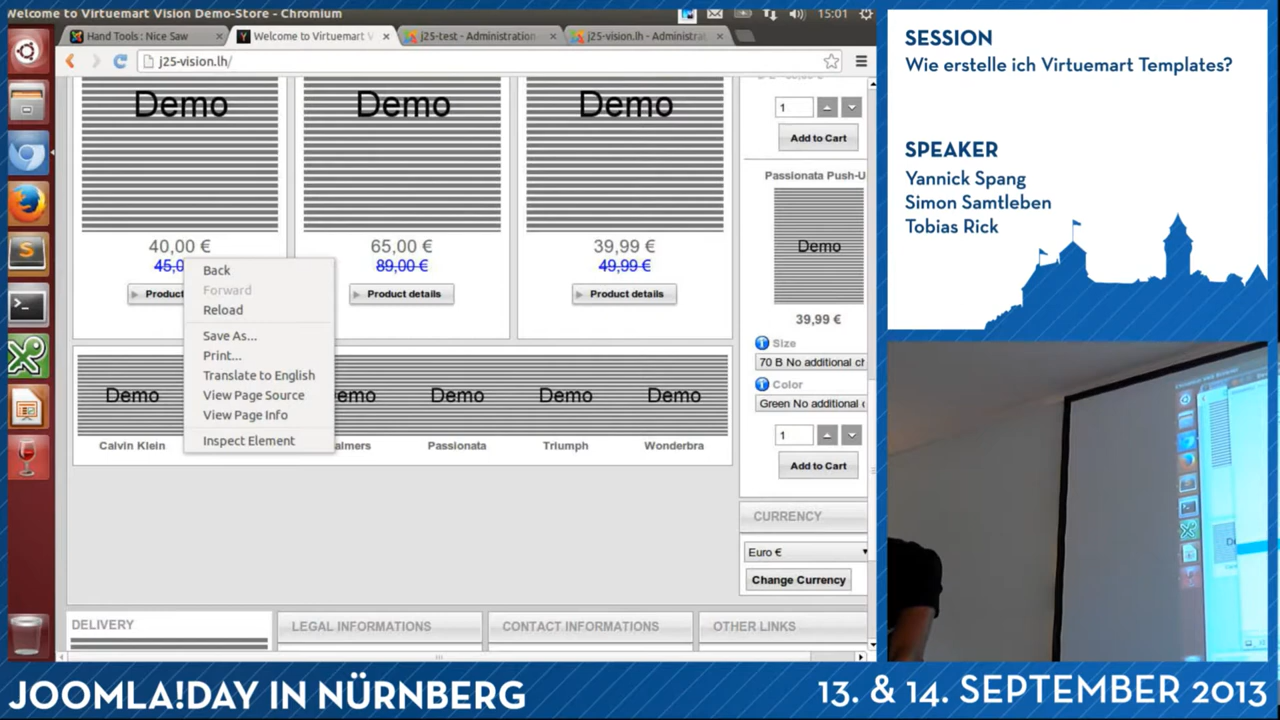 Welcome to Virtuemart Vision Demo-Store - Chromium
15:01
Hand Tools : Nice Saw
Welcome to Virtuemart V
j25-test - Administration
j25-vision.lh - Administrat
j25-vision.lh/
Demo
Demo
Demo
40,00 €
65,00 €
39,99 €
45,0
89,00 €
49,99 €
Product
Product details
Product details
Back
Forward
Reload
Save As...
Print...
Translate to English
View Page Source
View Page Info
Inspect Element
Demo
emo
Demo
Demo
Demo
Calvin Klein
almers
Passionata
Triumph
Wonderbra
1
Add to Cart
Passionata Push-U
Demo
39,99 €
Size
70 B No additional ch
Color
Green No additional c
1
Add to Cart
CURRENCY
Euro €
Change Currency
DELIVERY
LEGAL INFORMATIONS
CONTACT INFORMATIONS
OTHER LINKS
SESSION
Wie erstelle ich Virtuemart Templates?
SPEAKER
Yannick Spang
Simon Samtleben
Tobias Rick
JOOMLA!DAY IN NÜRNBERG
13. & 14. SEPTEMBER 2013